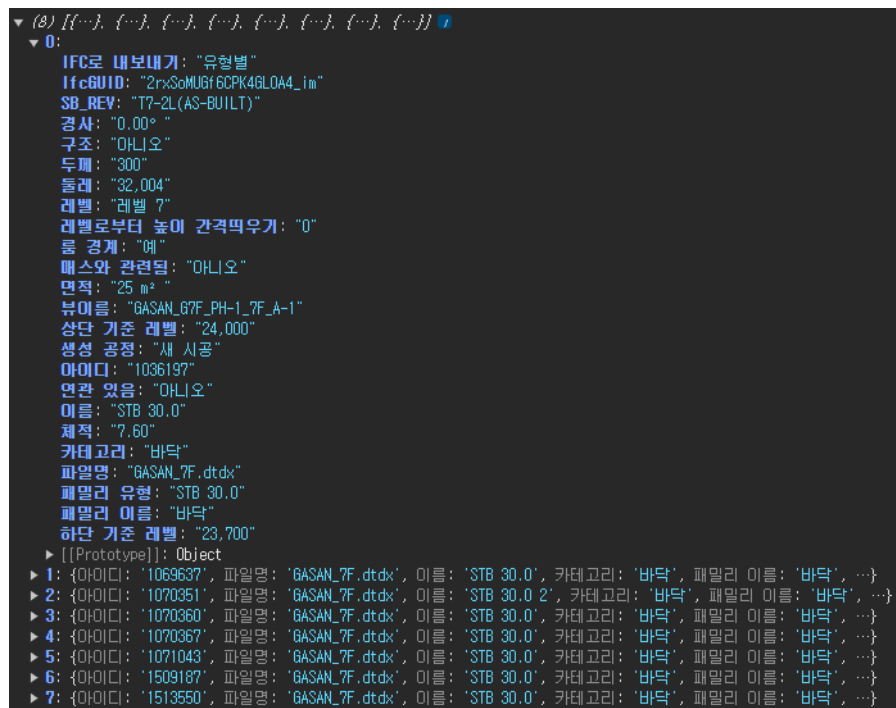 ▼ (8) [{…}, {…}, {…}, {…}, {…}, {…}, {…}, {…}] i
▼ 0:
IFC로 내보내기: "유형별"
IfcGUID: "2rxSoMUGf6CPK4GLOA4_im"
SB_REV: "T7-2L(AS-BUILT)"
경사: "0.00° "
구조: "아니오"
두께: "300"
둘레: "32,004"
레벨: "레벨 7"
레벨로부터 높이 간격띄우기: "0"
룸 경계: "예"
매스와 관련됨: "아니오"
면적: "25 m² "
뷰이름: "GASAN_G7F_PH-1_7F_A-1"
상단 기준 레벨: "24,000"
생성 공정: "새 시공"
아이디: "1036197"
연관 있음: "아니오"
이름: "STB 30.0"
체적: "7.60"
카테고리: "바닥"
파일명: "GASAN_7F.dtdx"
패밀리 유형: "STB 30.0"
패밀리 이름: "바닥"
하단 기준 레벨: "23,700"
▶ [[Prototype]]: Object
▶ 1: {아이디: '1069637', 파일명: 'GASAN_7F.dtdx', 이름: 'STB 30.0', 카테고리: '바닥', 패밀리 이름: '바닥', …}
▶ 2: {아이디: '1070351', 파일명: 'GASAN_7F.dtdx', 이름: 'STB 30.0 2', 카테고리: '바닥', 패밀리 이름: '바닥', …}
▶ 3: {아이디: '1070360', 파일명: 'GASAN_7F.dtdx', 이름: 'STB 30.0', 카테고리: '바닥', 패밀리 이름: '바닥', …}
▶ 4: {아이디: '1070367', 파일명: 'GASAN_7F.dtdx', 이름: 'STB 30.0', 카테고리: '바닥', 패밀리 이름: '바닥', …}
▶ 5: {아이디: '1071043', 파일명: 'GASAN_7F.dtdx', 이름: 'STB 30.0', 카테고리: '바닥', 패밀리 이름: '바닥', …}
▶ 6: {아이디: '1509187', 파일명: 'GASAN_7F.dtdx', 이름: 'STB 30.0', 카테고리: '바닥', 패밀리 이름: '바닥', …}
▶ 7: {아이디: '1513550', 파일명: 'GASAN_7F.dtdx', 이름: 'STB 30.0', 카테고리: '바닥', 패밀리 이름: '바닥', …}